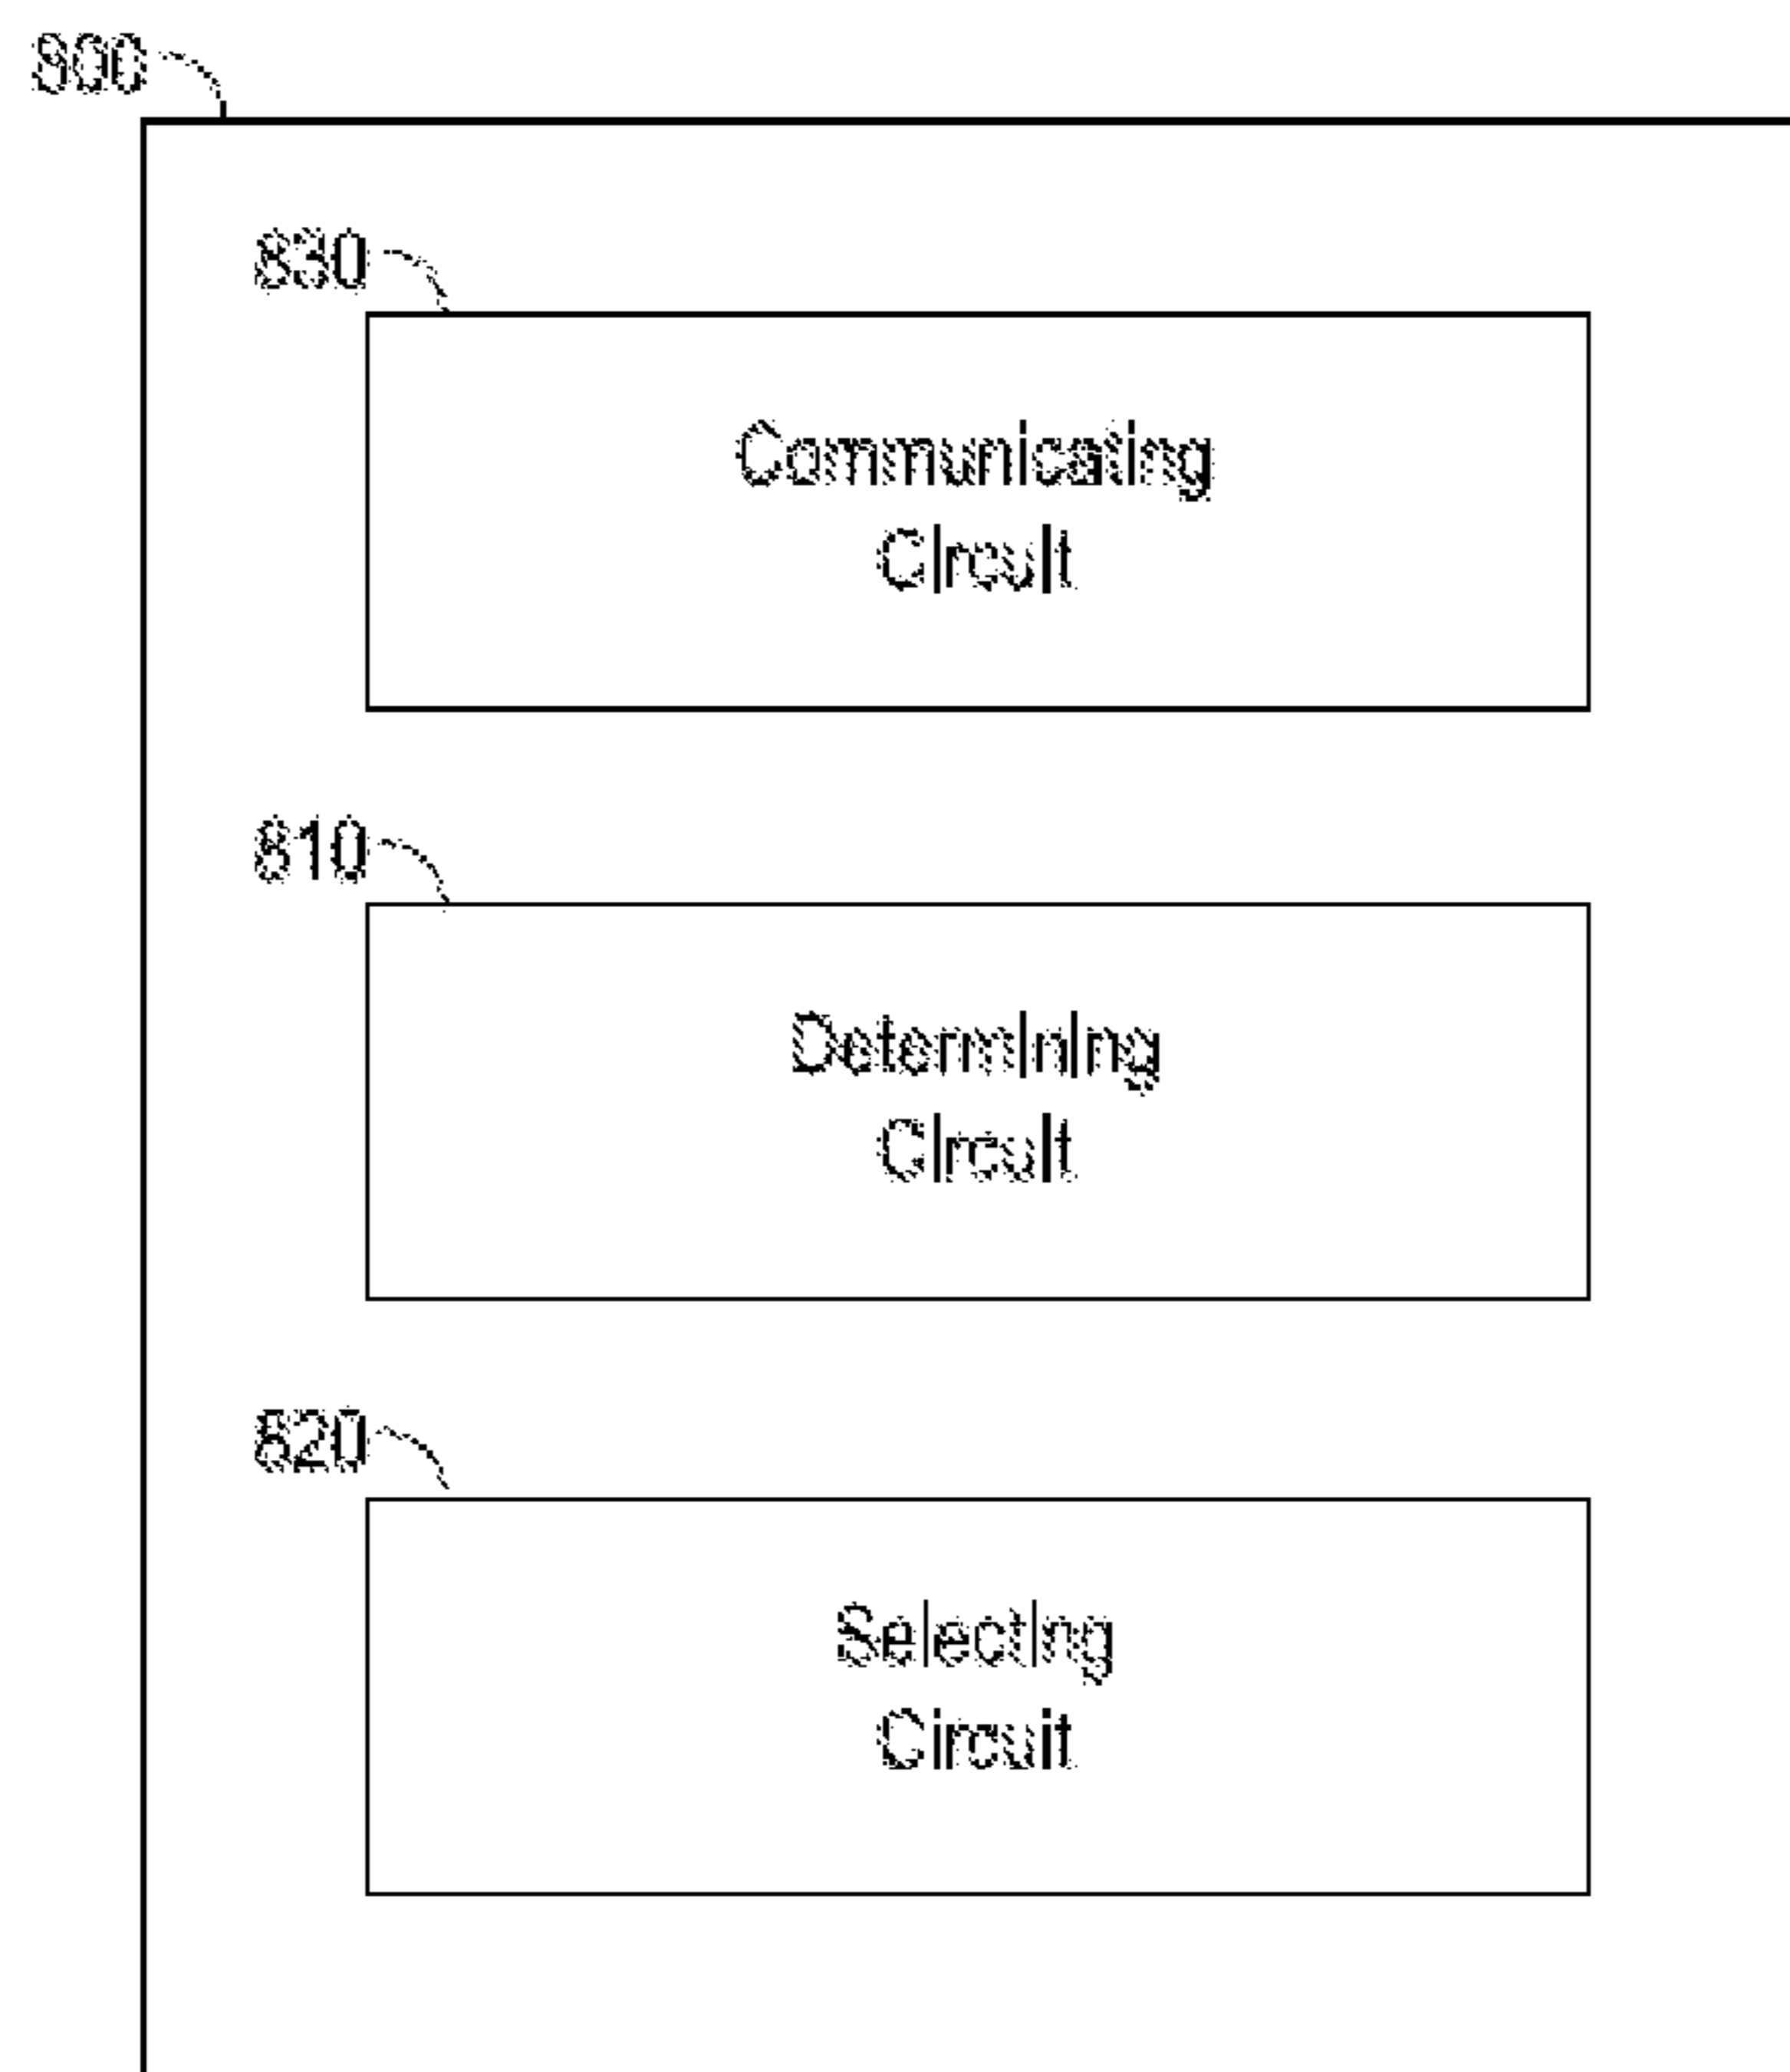 800
830
Communicating
Circuit
810
Determining
Circuit
820
Selecting
Circuit